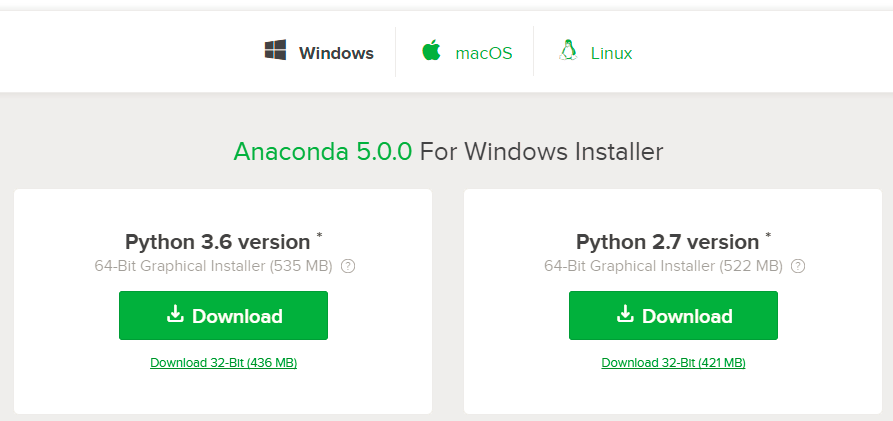 Windows
macOS
Linux
Anaconda 5.0.0 For Windows Installer
Python 3.6 version *
64-Bit Graphical Installer (535 MB) ?
Download
Download 32-Bit (436 MB)
Python 2.7 version *
64-Bit Graphical Installer (522 MB) ?
Download
Download 32-Bit (421 MB)